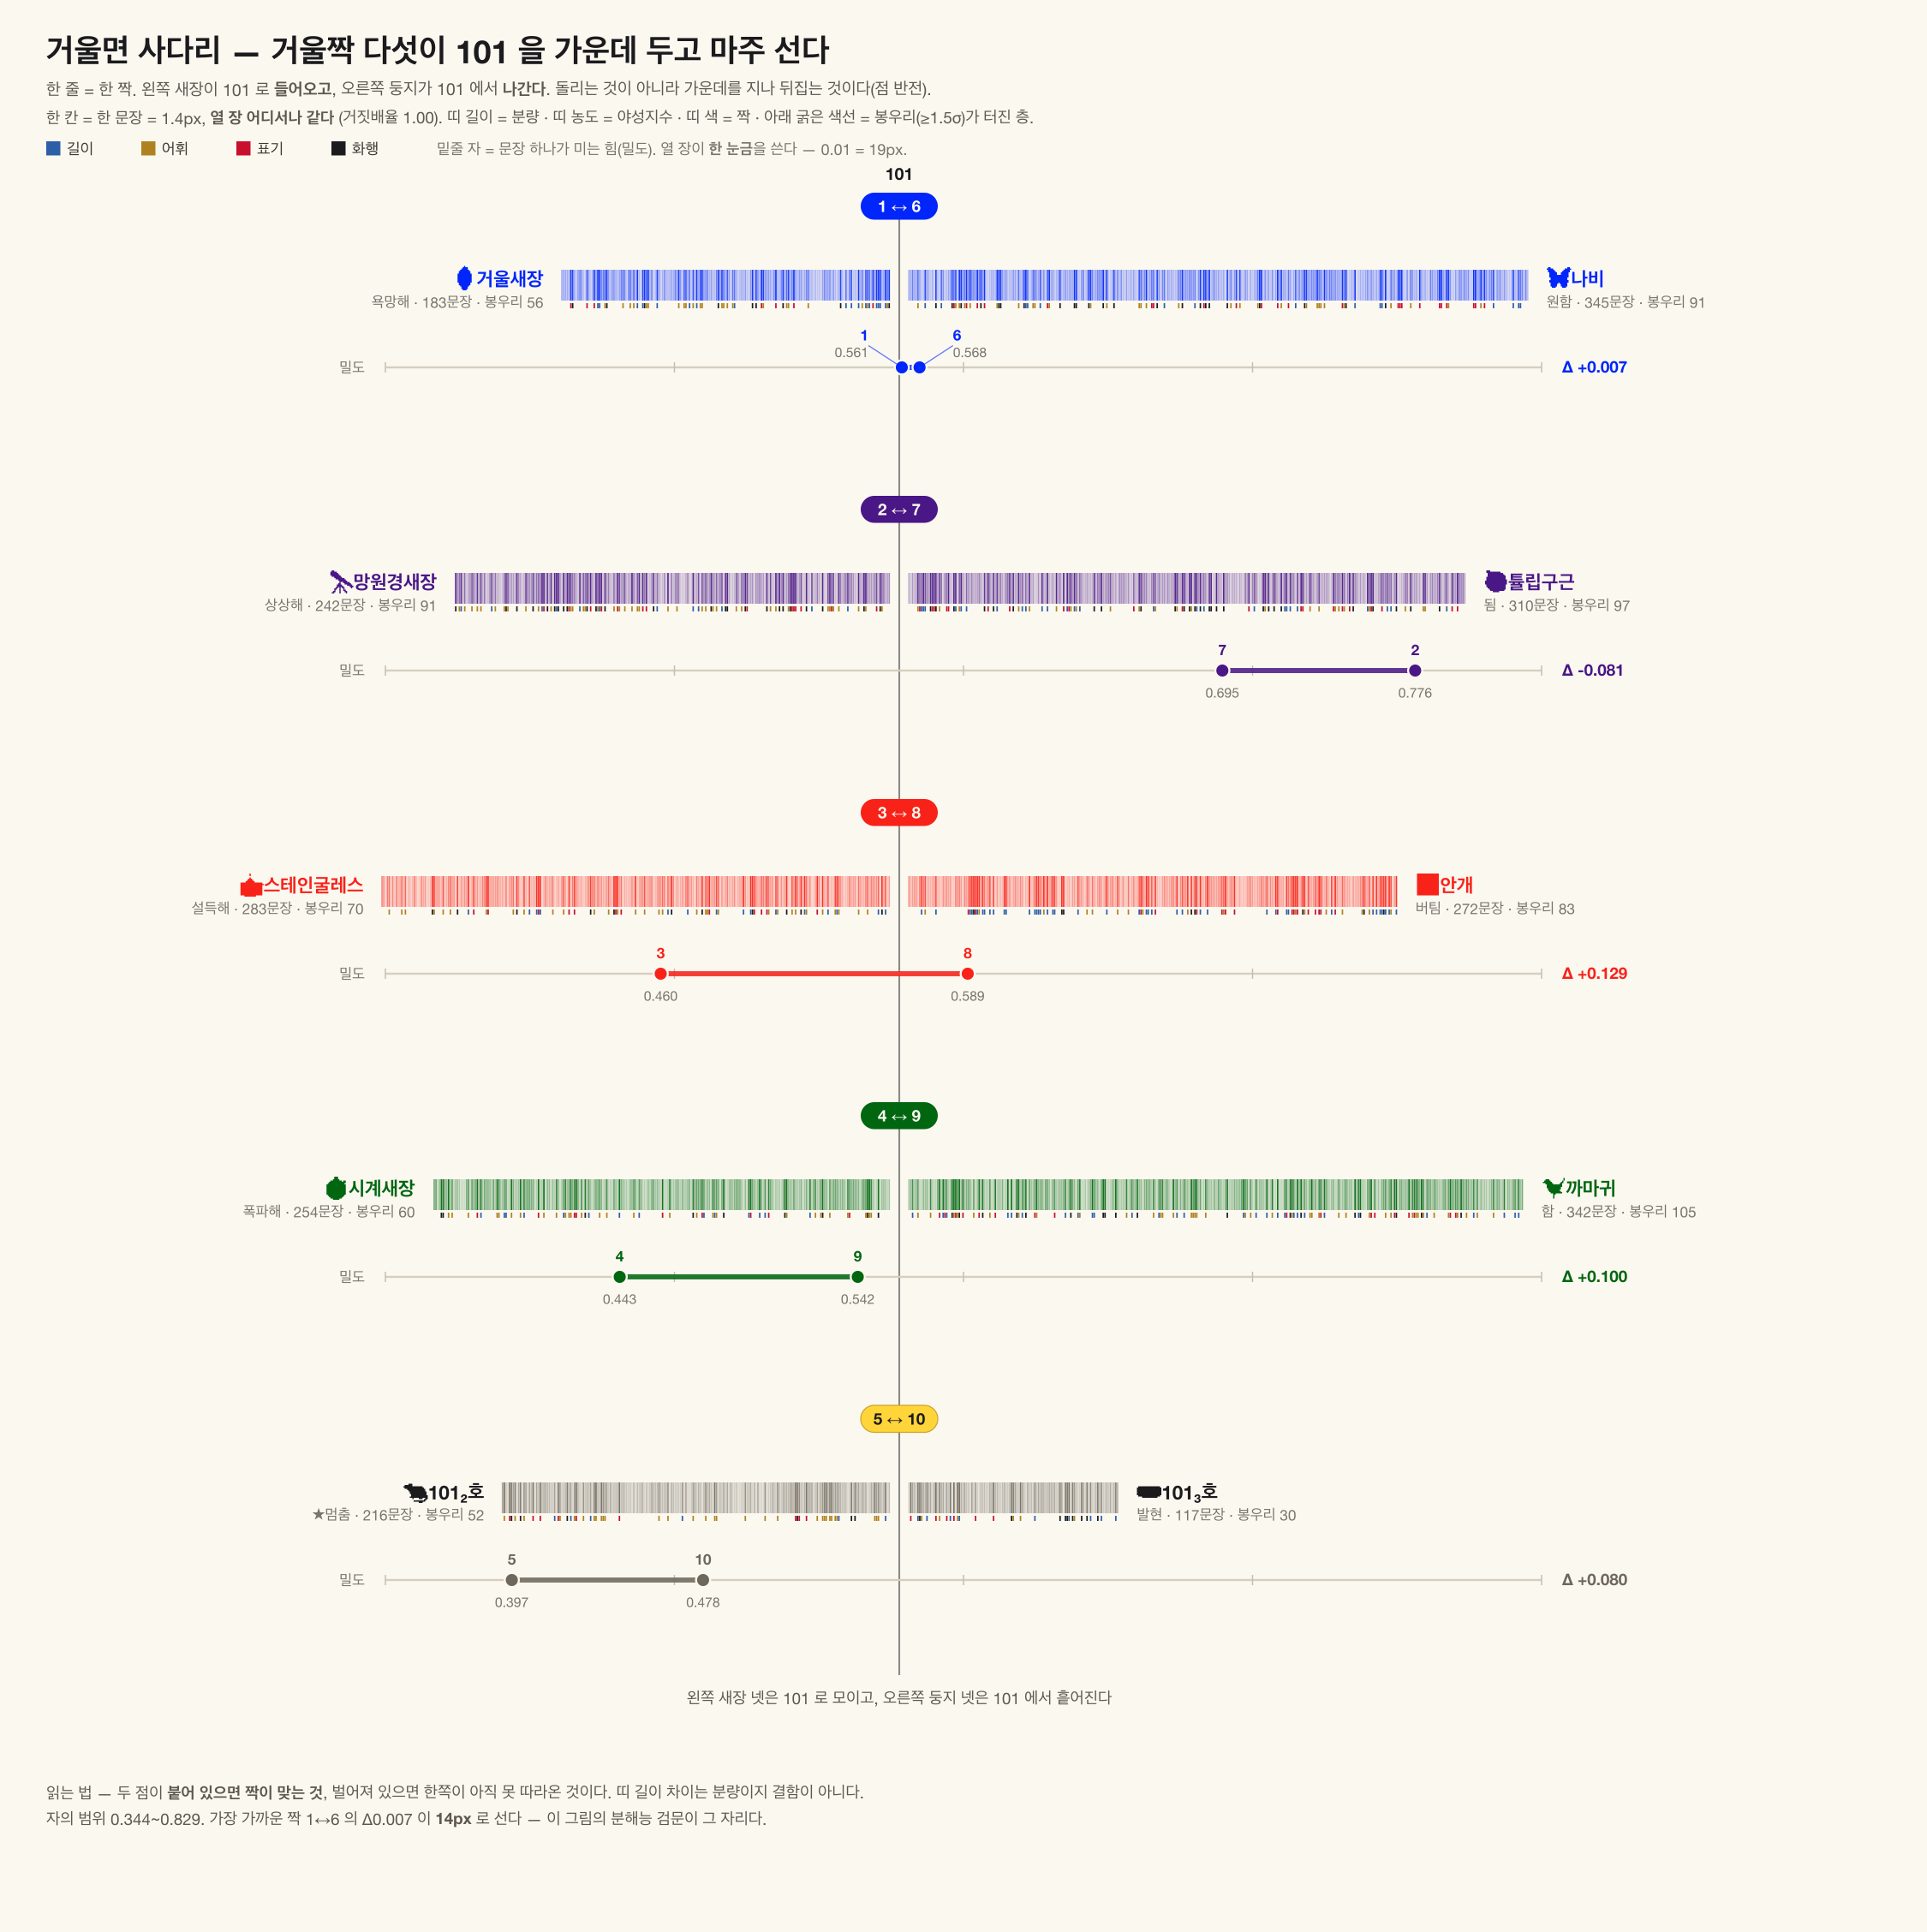 거울면 사다리 — 거울짝 다섯이 101 을 가운데 두고 마주 선다
한 줄 = 한 짝. 왼쪽 새장이 101 로 들어오고, 오른쪽 둥지가 101 에서 나간다. 돌리는 것이 아니라 가운데를 지나 뒤집는 것이다(점 반전).
한 칸 = 한 문장 = 1.4px, 열 장 어디서나 같다 (거짓배율 1.00). 띠 길이 = 분량 · 띠 농도 = 야성지수 · 띠 색 = 짝 · 아래 굵은 색선 = 봉우리(≥1.5σ)가 터진 층.
길이 어휘 표기 화행 밑줄 자 = 문장 하나가 미는 힘(밀도). 열 장이 한 눈금을 쓴다 — 0.01 = 19px.
101
1 ↔ 6
거울새장 나비
욕망해 · 183문장 · 봉우리 56 원함 · 345문장 · 봉우리 91
1 6
0.561 0.568
밀도 Δ +0.007
2 ↔ 7
망원경새장 튤립구근
상상해 · 242문장 · 봉우리 91 됨 · 310문장 · 봉우리 97
7 2
밀도 Δ -0.081
0.695 0.776
3 ↔ 8
스테인굴레스 안개
설득해 · 283문장 · 봉우리 70 버팀 · 272문장 · 봉우리 83
3 8
밀도 Δ +0.129
0.460 0.589
4 ↔ 9
시계새장 까마귀
폭파해 · 254문장 · 봉우리 60 함 · 342문장 · 봉우리 105
4 9
밀도 Δ +0.100
0.443 0.542
5 ↔ 10
101₂호 101₃호
★멈춤 · 216문장 · 봉우리 52 발현 · 117문장 · 봉우리 30
5 10
밀도 Δ +0.080
0.397 0.478
왼쪽 새장 넷은 101 로 모이고, 오른쪽 둥지 넷은 101 에서 흩어진다
읽는 법 — 두 점이 붙어 있으면 짝이 맞는 것, 벌어져 있으면 한쪽이 아직 못 따라온 것이다. 띠 길이 차이는 분량이지 결함이 아니다.
자의 범위 0.344~0.829. 가장 가까운 짝 1↔6 의 Δ0.007 이 14px 로 선다 — 이 그림의 분해능 검문이 그 자리다.